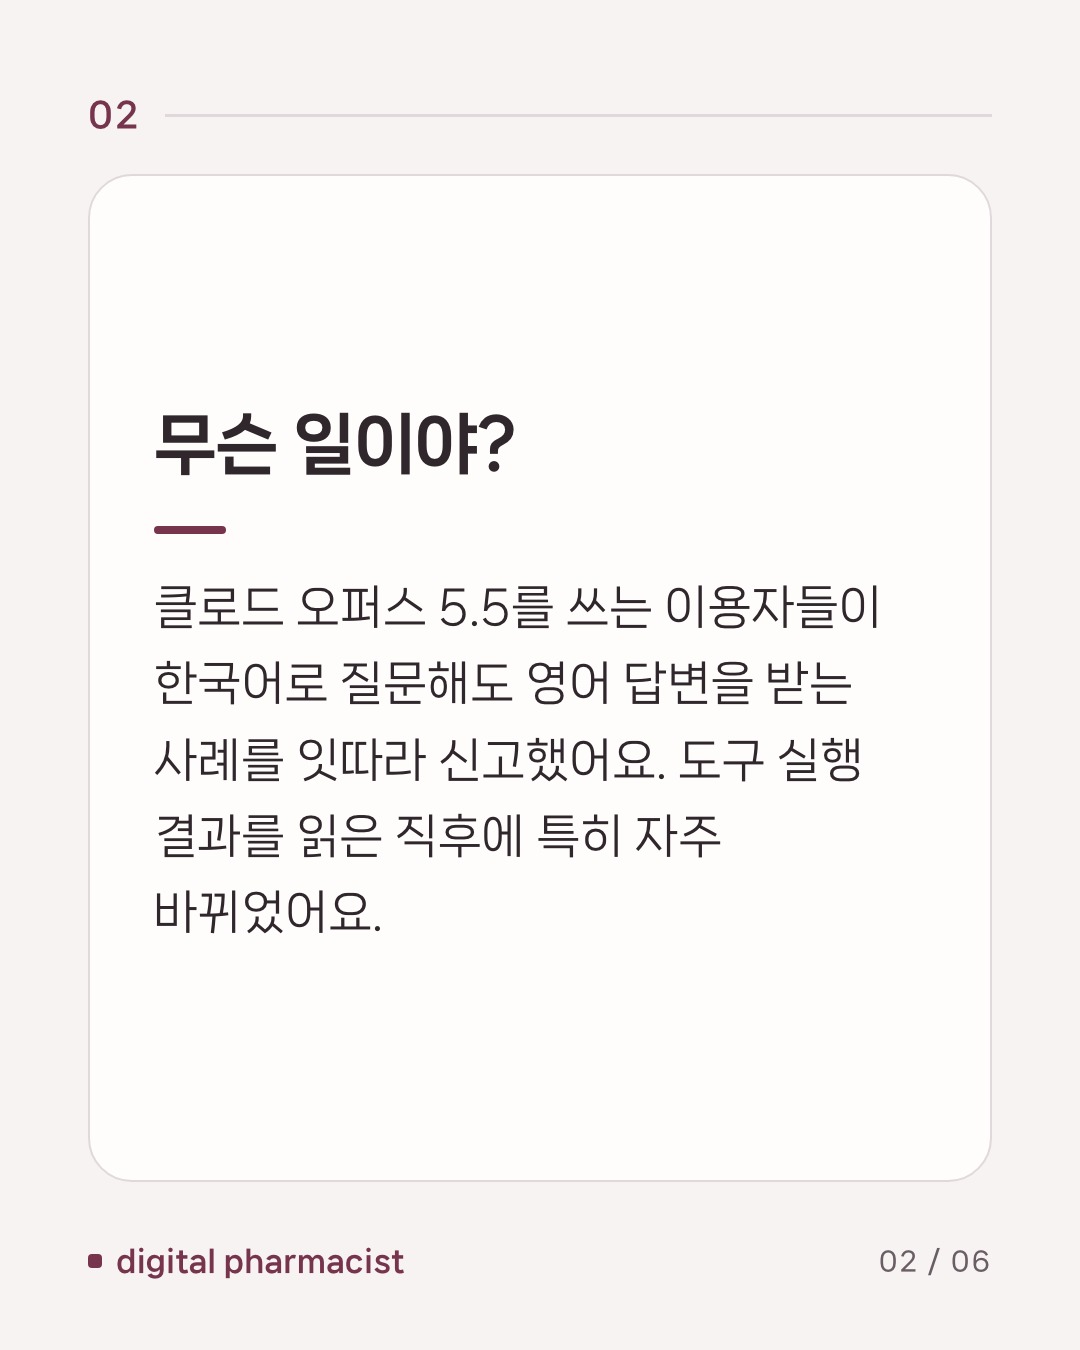 02
무슨 일이야?
클로드 오퍼스 5.5를 쓰는 이용자들이
한국어로 질문해도 영어 답변을 받는
사례를 잇따라 신고했어요. 도구 실행
결과를 읽은 직후에 특히 자주
바뀌었어요.
digital pharmacist
02 / 06